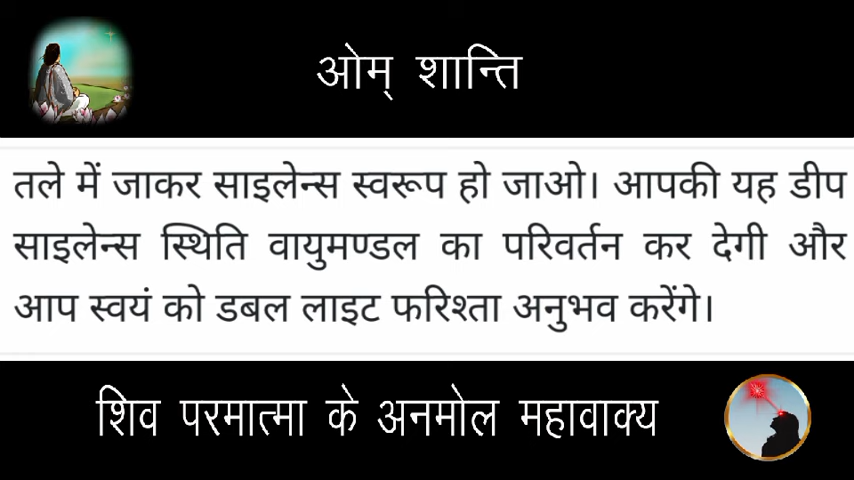 ओम् शान्ति
तले में जाकर साइलेन्स स्वरूप हो जाओ। आपकी यह डीप
साइलेन्स स्थिति वायुमण्डल का परिवर्तन कर देगी और
आप स्वयं को डबल लाइट फरिश्ता अनुभव करेंगे।
शिव परमात्मा के अनमोल महावाक्य